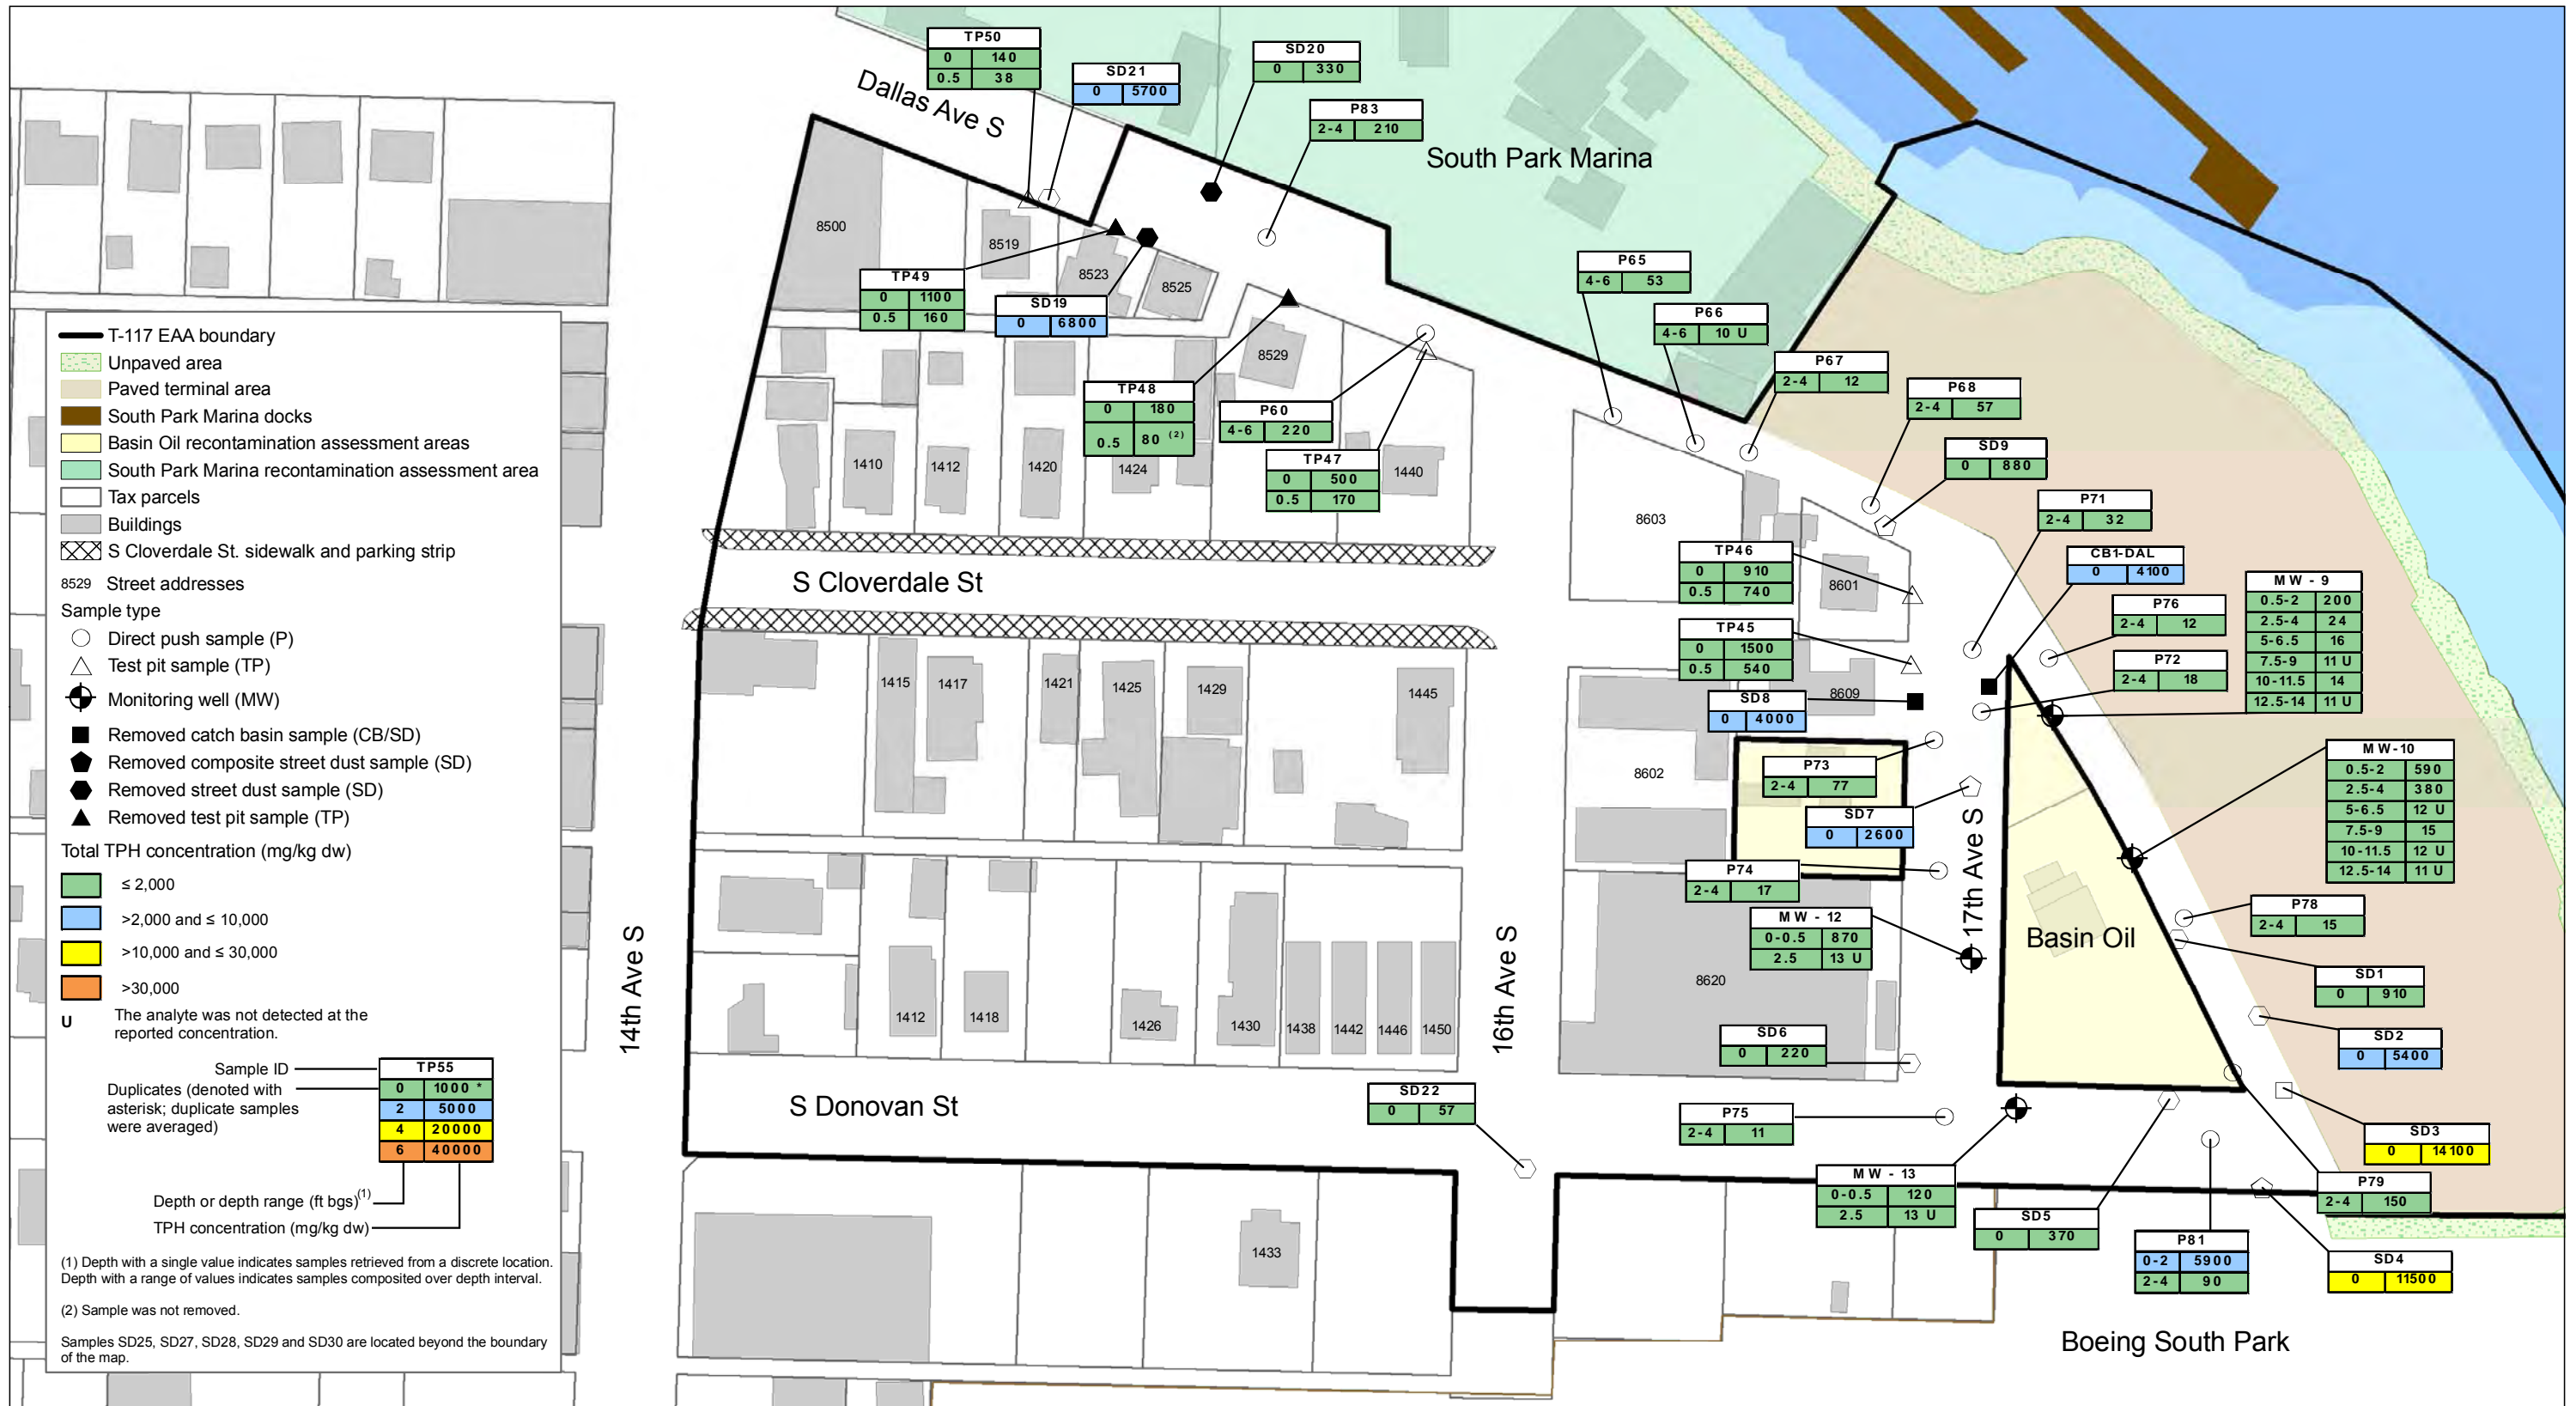 TP50
0 140
0.5 38
SD21
0 5700
SD20
0 330
P83
2-4 210
Dallas Ave S
South Park Marina
8500
8519
8523
8525
TP49
0 1100
0.5 160
SD19
0 6800
P65
4-6 53
P66
4-6 10 U
P67
2-4 12
P68
2-4 57
SD9
0 880
8529
TP48
0 180
0.5 80 (2)
P60
4-6 220
TP47
0 500
0.5 170
1410
1412
1420
1424
1440
8603
P71
2-4 32
CB1-DAL
0 4100
TP46
0 910
0.5 740
8601
P76
2-4 12
MW - 9
0.5-2 200
2.5-4 24
5-6.5 16
7.5-9 11 U
10-11.5 14
12.5-14 11 U
S Cloverdale St
TP45
0 1500
0.5 540
P72
2-4 18
SD8
0 4000
8609
1415
1417
1421
1425
1429
1445
8602
P73
2-4 77
SD7
0 2600
MW-10
0.5-2 590
2.5-4 380
5-6.5 12 U
7.5-9 15
10-11.5 12 U
12.5-14 11 U
P74
2-4 17
MW - 12
0-0.5 870
2.5 13 U
17th Ave S
Basin Oil
P78
2-4 15
SD1
0 910
14th Ave S
16th Ave S
8620
1412
1418
1426
1430
1438
1442
1446
1450
SD6
0 220
SD2
0 5400
S Donovan St
SD22
0 57
P75
2-4 11
SD3
0 14100
MW - 13
0-0.5 120
2.5 13 U
P79
2-4 150
SD5
0 370
P81
0-2 5900
2-4 90
SD4
0 11500
1433
Boeing South Park
T-117 EAA boundary
Unpaved area
Paved terminal area
South Park Marina docks
Basin Oil recontamination assessment areas
South Park Marina recontamination assessment area
Tax parcels
Buildings
S Cloverdale St. sidewalk and parking strip
8529 Street addresses
Sample type
Direct push sample (P)
Test pit sample (TP)
Monitoring well (MW)
Removed catch basin sample (CB/SD)
Removed composite street dust sample (SD)
Removed street dust sample (SD)
Removed test pit sample (TP)
Total TPH concentration (mg/kg dw)
≤ 2,000
>2,000 and ≤ 10,000
>10,000 and ≤ 30,000
>30,000
U The analyte was not detected at the
reported concentration.
Sample ID
Duplicates (denoted with
asterisk; duplicate samples
were averaged)
TP55
0 1000 *
2 5000
4 20000
6 40000
Depth or depth range (ft bgs)(1)
TPH concentration (mg/kg dw)
(1) Depth with a single value indicates samples retrieved from a discrete location.
Depth with a range of values indicates samples composited over depth interval.
(2) Sample was not removed.
Samples SD25, SD27, SD28, SD29 and SD30 are located beyond the boundary
of the map.